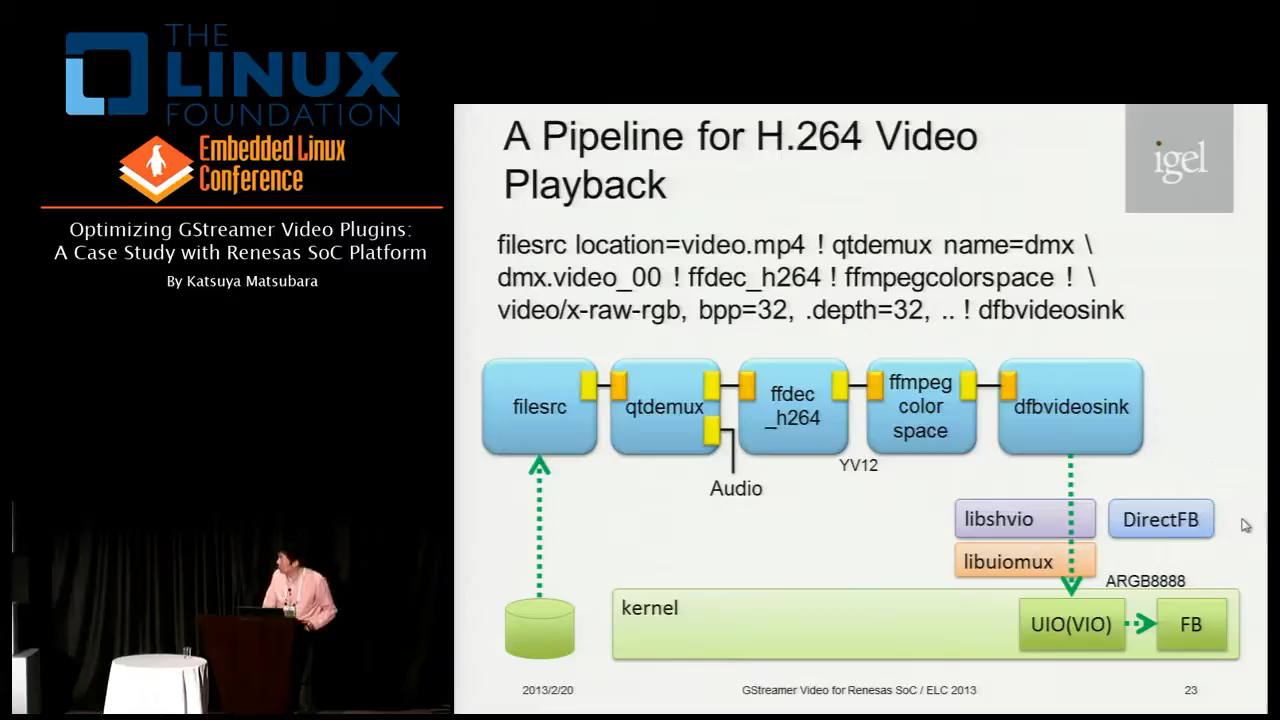 THE
LINUX
FOUNDATION
Embedded Linux
Conference
Optimizing GStreamer Video Plugins:
A Case Study with Renesas SoC Platform
By Katsuya Matsubara
A Pipeline for H.264 Video
Playback
igel
filesrc location=video.mp4 ! qtdemux name=dmx \
dmx.video_00 ! ffdec_h264 ! ffmpegcolorspace ! \
video/x-raw-rgb, bpp=32, .depth=32, .. ! dfbvideosink
filesrc
qtdemux
ffdec
_h264
ffmpeg
color
space
dfbvideosink
YV12
Audio
libshvio
DirectFB
libuiomux
ARGB8888
kernel
UIO(VIO)
FB
2013/2/20
GStreamer Video for Renesas SoC / ELC 2013
23